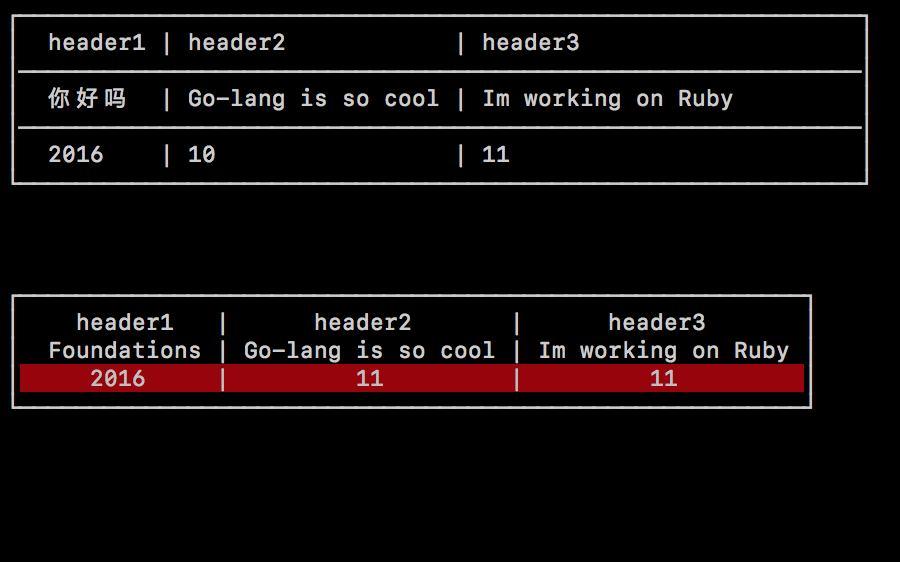 header1 | header2 | header3
你好吗 | Go-lang is so cool | Im working on Ruby
2016 | 10 | 11
header1 | header2 | header3
Foundations | Go-lang is so cool | Im working on Ruby
2016 | 11 | 11